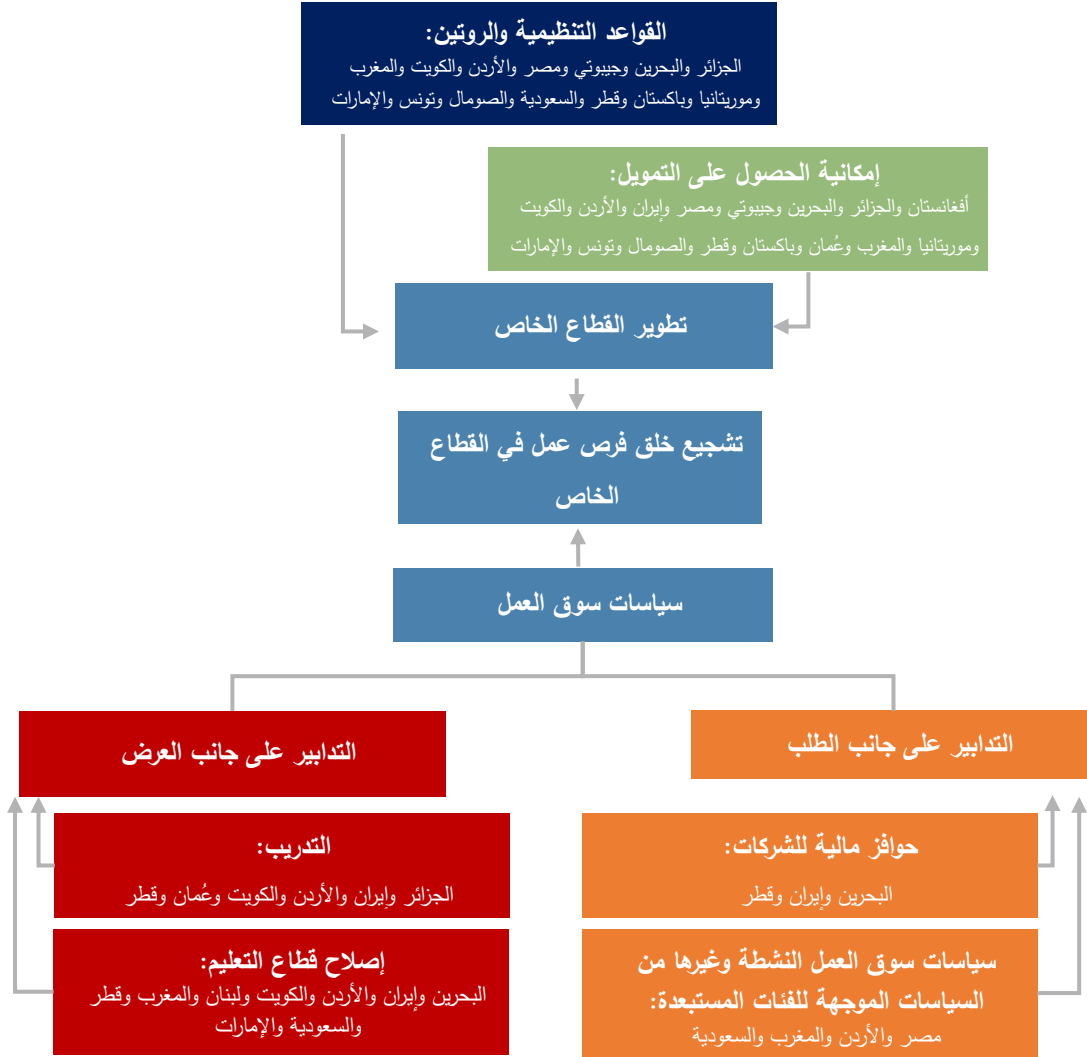 القواعد التنظيمية والروتين:
الجزائر والبحرين وجيبوتي ومصر والأردن والكويت والمغرب
وموريتانيا وباكستان وقطر والسعودية والصومال وتونس والإمارات
إمكانية الحصول على التمويل:
أفغانستان والجزائر والبحرين وجيبوتي ومصر وإيران والأردن والكويت
وموريتانيا والمغرب وعُمان وباكستان وقطر والصومال وتونس والإمارات
تطوير القطاع الخاص
تشجيع خلق فرص عمل في القطاع
الخاص
سياسات سوق العمل
التدابير على جانب الطلب
التدابير على جانب العرض
حوافز مالية للشركات:
البحرين وإيران وقطر
سياسات سوق العمل النشطة وغيرها من
السياسات الموجهة للفئات المستبعدة:
مصر والأردن والمغرب والسعودية
التدريب:
الجزائر وإيران والأردن والكويت وعُمان وقطر
إصلاح قطاع التعليم:
البحرين وإيران والأردن والكويت ولبنان والمغرب وقطر
والسعودية والإمارات